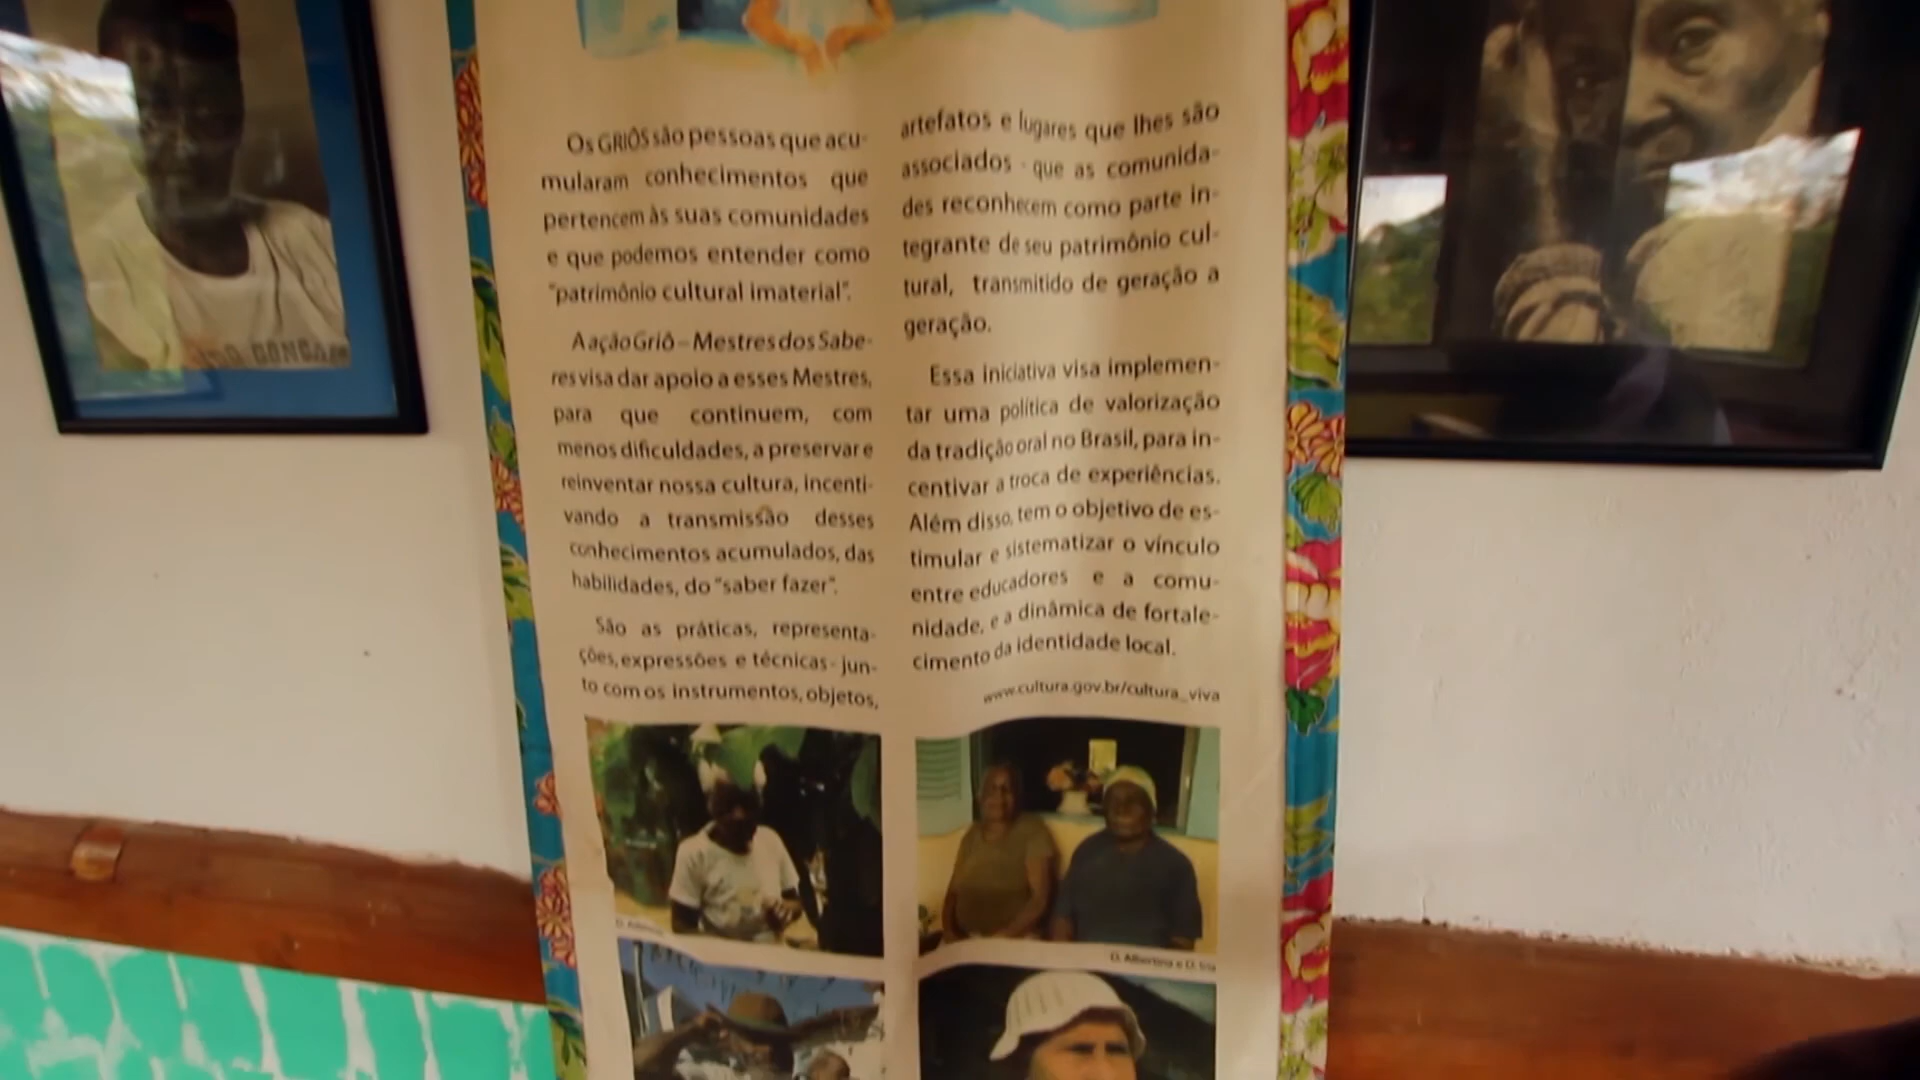 Os GRIÔS são pessoas que acu-
mularam conhecimentos que
pertencem às suas comunidades
e que podemos entender como
"patrimônio cultural imaterial".
A ação Griô – Mestres dos Sabe-
res visa dar apoio a esses Mestres,
para que continuem, com
menos dificuldades, a preservar e
reinventar nossa cultura, incenti-
vando a transmissão desses
conhecimentos acumulados, das
habilidades, do "saber fazer".
São as práticas, representa-
ções, expressões e técnicas - jun-
to com os instrumentos, objetos,
artefatos e lugares que lhes são
associados - que as comunida-
des reconhecem como parte in-
tegrante de seu patrimônio cul-
tural, transmitido de geração a
geração.
Essa iniciativa visa implemen-
tar uma política de valorização
da tradição oral no Brasil, para in-
centivar a troca de experiências.
Além disso, tem o objetivo de es-
timular e sistematizar o vínculo
entre educadores e a comu-
nidade, e a dinâmica de fortale-
cimento da identidade local.
www.cultura.gov.br/cultura_viva
D. Albertina e D.